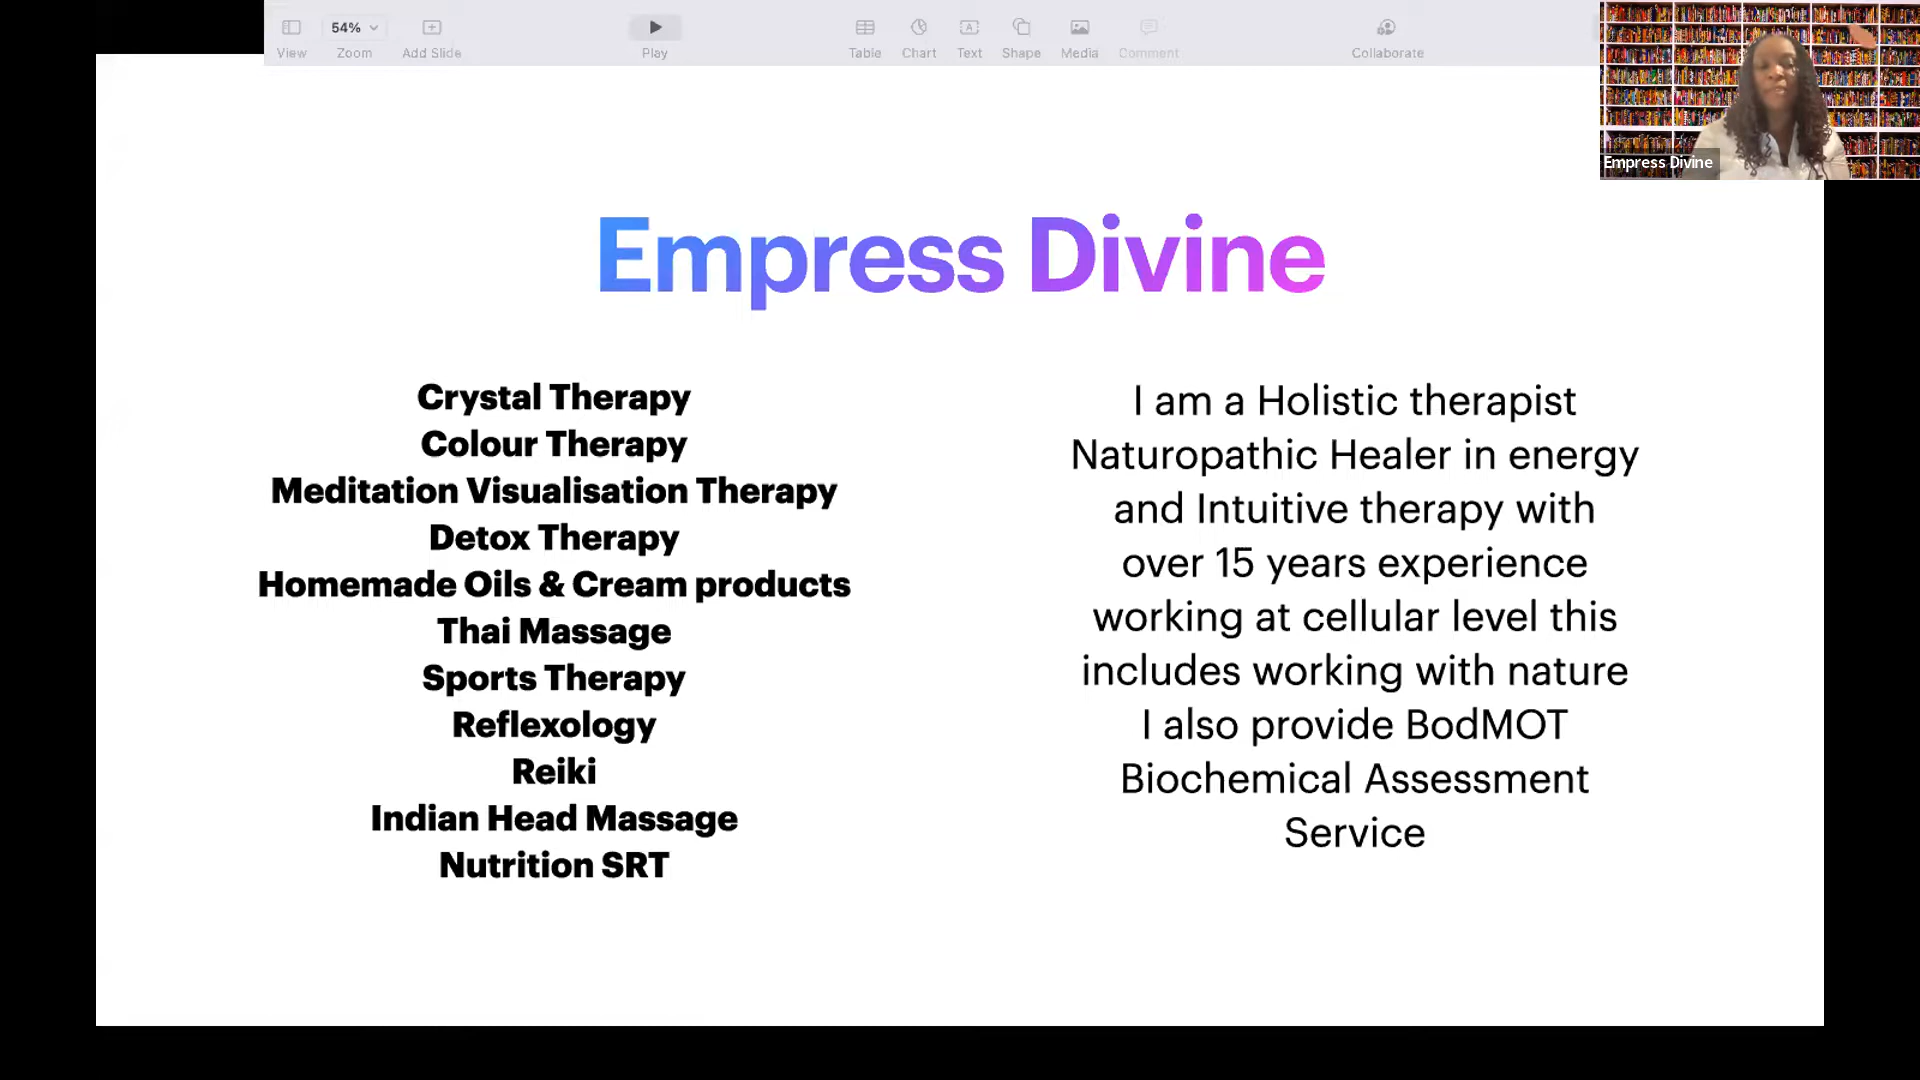 54%
View
Zoom
Add Slide
Play
Table
Chart
Text
Shape
Media
Comment
Collaborate
Empress Divine
Empress Divine
Crystal Therapy
Colour Therapy
Meditation Visualisation Therapy
Detox Therapy
Homemade Oils & Cream products
Thai Massage
Sports Therapy
Reflexology
Reiki
Indian Head Massage
Nutrition SRT
I am a Holistic therapist
Naturopathic Healer in energy
and Intuitive therapy with
over 15 years experience
working at cellular level this
includes working with nature
I also provide BodMOT
Biochemical Assessment
Service